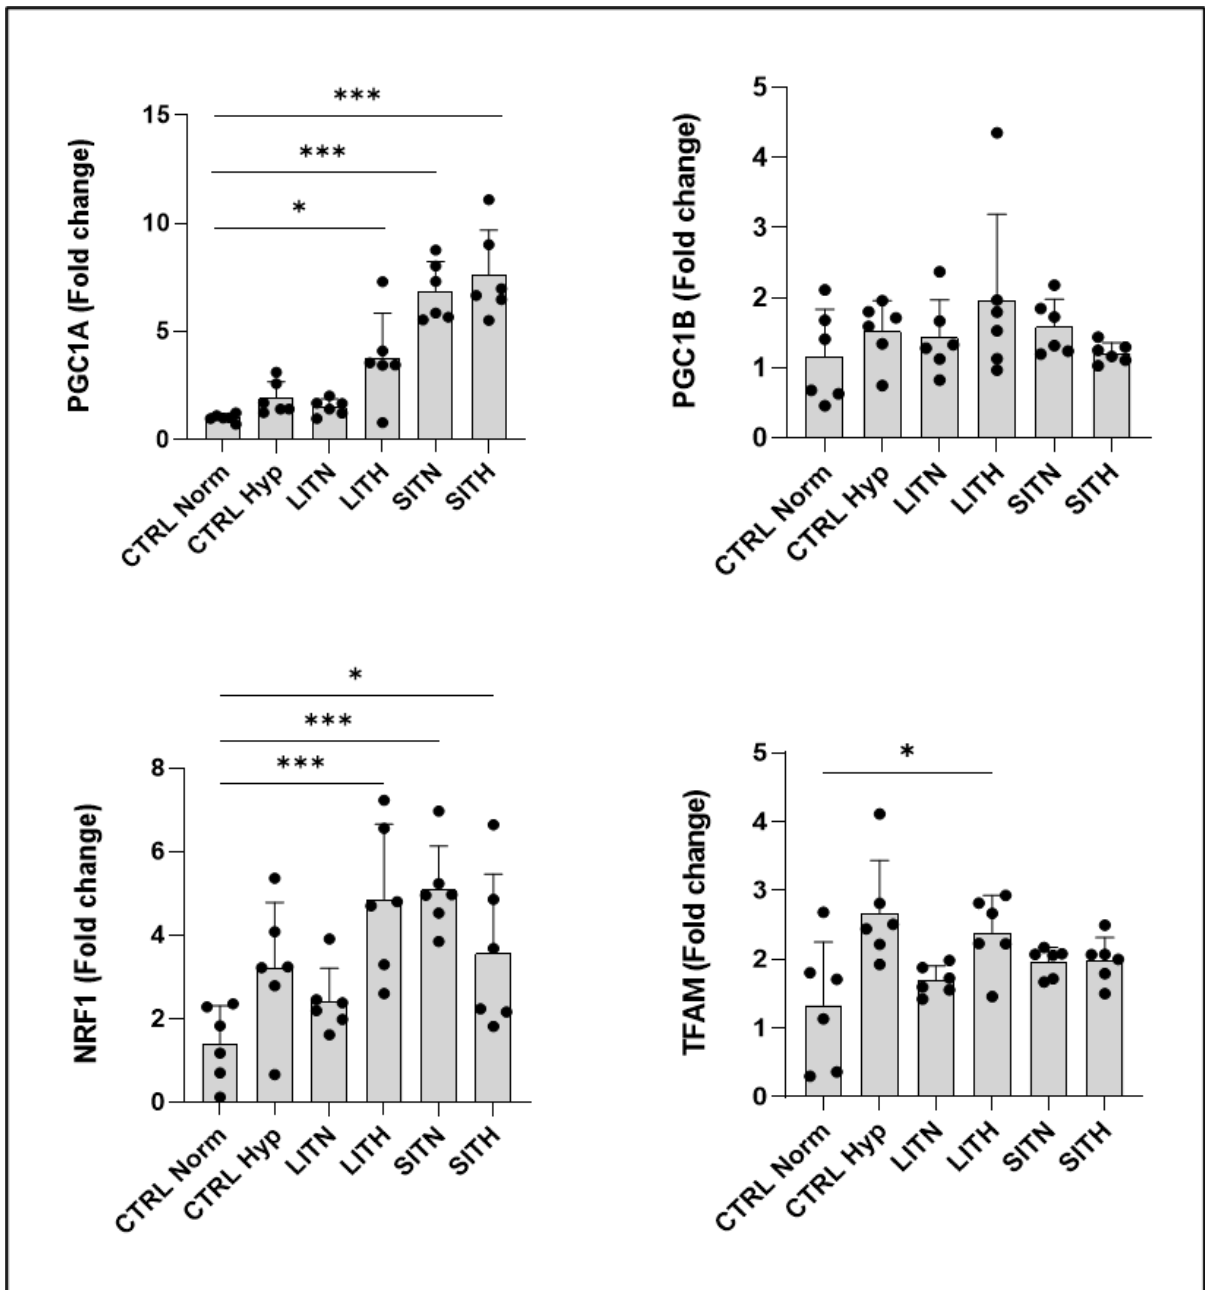 PGC1A (Fold change)
***
***
*
15
10
5
0
CTRL Norm
CTRL Hyp
LITN
LITH
SITN
SITH
PGC1B (Fold change)
5
4
3
2
1
0
CTRL Norm
CTRL Hyp
LITN
LITH
SITN
SITH
NRF1 (Fold change)
*
***
***
8
6
4
2
0
CTRL Norm
CTRL Hyp
LITN
LITH
SITN
SITH
TFAM (Fold change)
*
5
4
3
2
1
0
CTRL Norm
CTRL Hyp
LITN
LITH
SITN
SITH